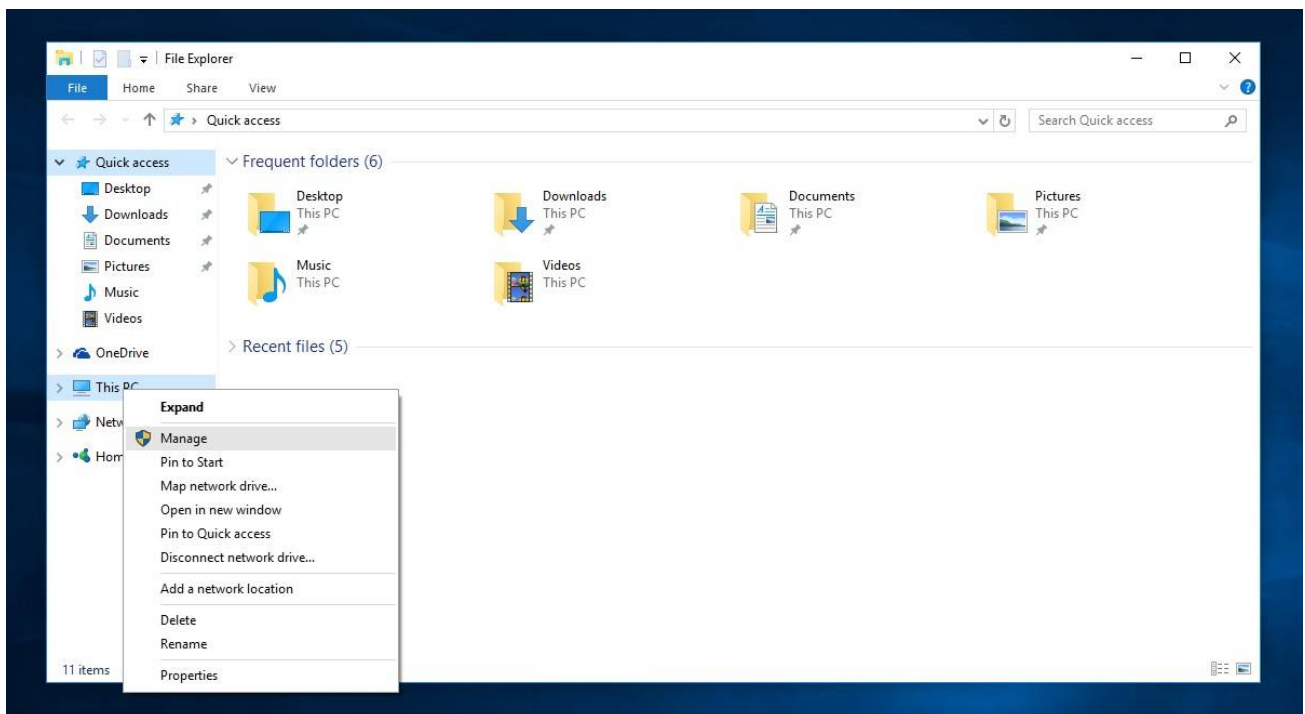 File Explorer
File Home Share View
Quick access
Search Quick access
Quick access
Desktop
Downloads
Documents
Pictures
Music
Videos
OneDrive
This PC
Netw
Hom
Frequent folders (6)
Desktop
This PC
Downloads
This PC
Documents
This PC
Pictures
This PC
Music
This PC
Videos
This PC
Recent files (5)
Expand
Manage
Pin to Start
Map network drive...
Open in new window
Pin to Quick access
Disconnect network drive...
Add a network location
Delete
Rename
Properties
11 items